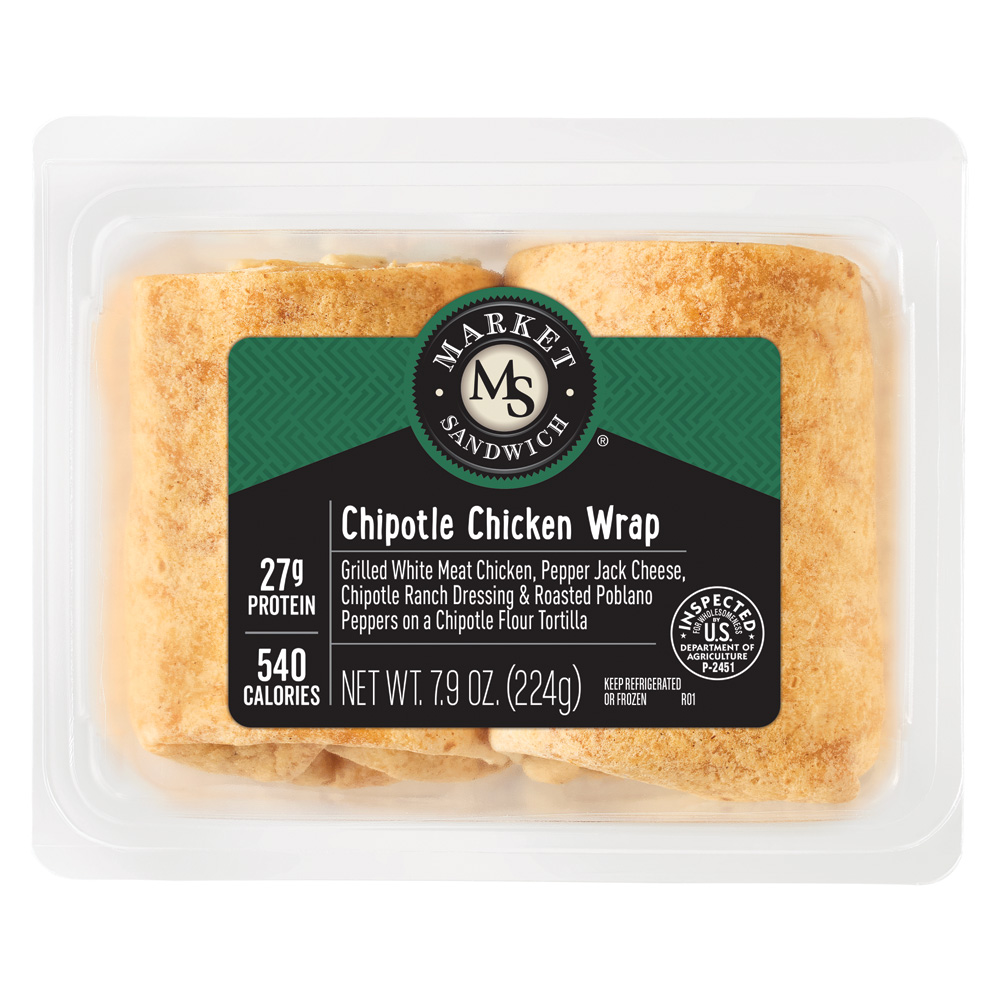 MARKET
MS
SANDWICH
®
Chipotle Chicken Wrap
27g
PROTEIN
540
CALORIES
Grilled White Meat Chicken, Pepper Jack Cheese,
Chipotle Ranch Dressing & Roasted Poblano
Peppers on a Chipotle Flour Tortilla
NET WT. 7.9 OZ. (224g)
KEEP REFRIGERATED
OR FROZEN
R01
INSPECTED
FOR WHOLESOMENESS
BY
U.S.
DEPARTMENT OF
AGRICULTURE
P-2451